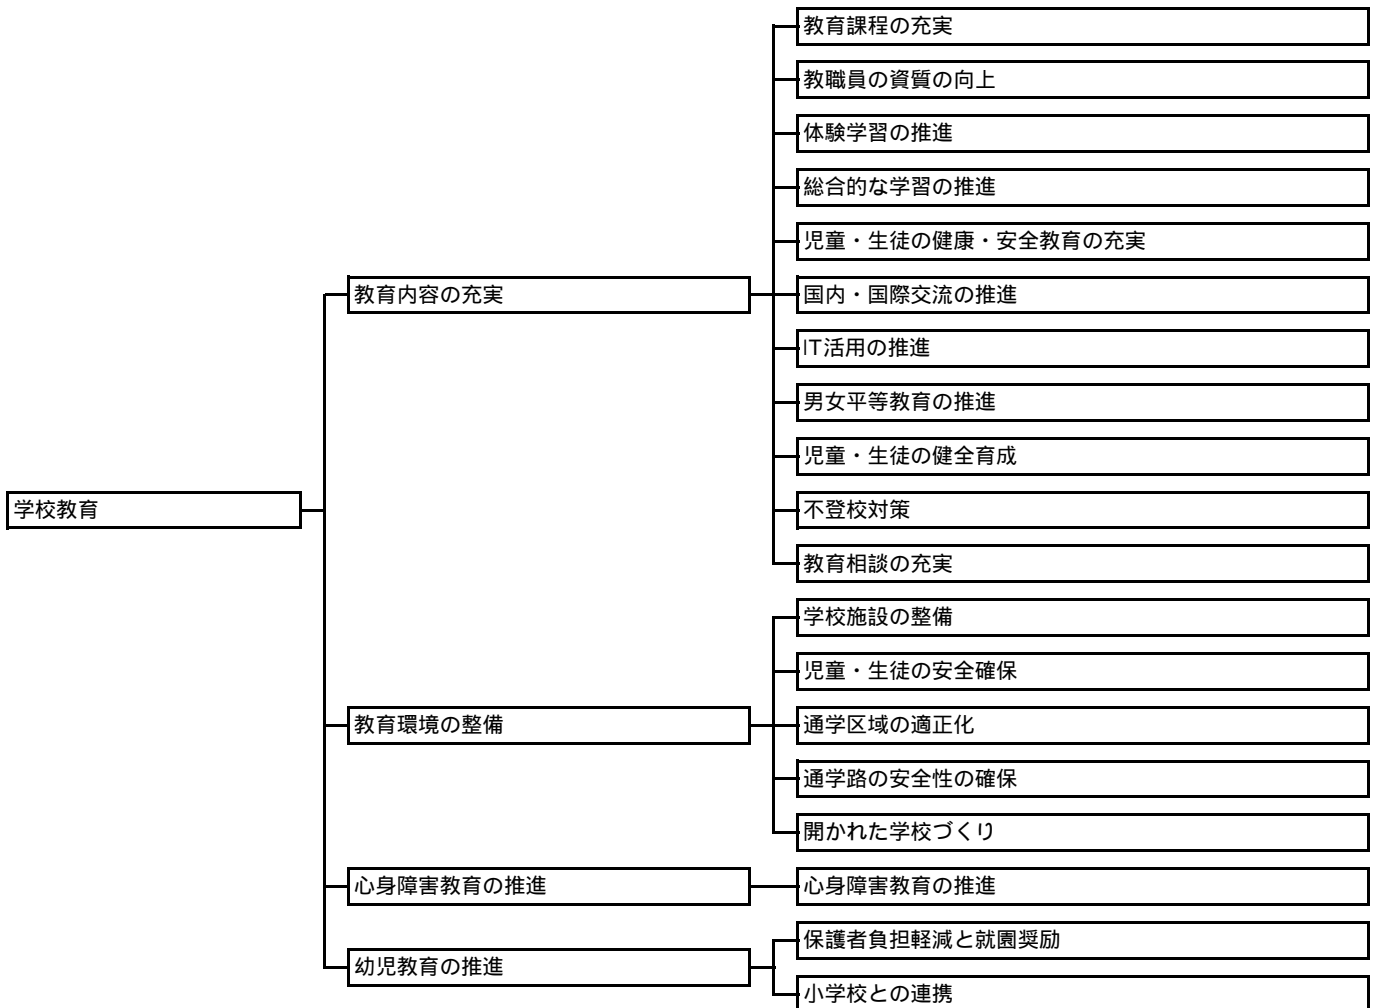 学校教育
教育内容の充実
教育課程の充実
教職員の資質の向上
体験学習の推進
総合的な学習の推進
児童・生徒の健康・安全教育の充実
国内・国際交流の推進
IT活用の推進
男女平等教育の推進
児童・生徒の健全育成
不登校対策
教育相談の充実
教育環境の整備
学校施設の整備
児童・生徒の安全確保
通学区域の適正化
通学路の安全性の確保
開かれた学校づくり
心身障害教育の推進
心身障害教育の推進
幼児教育の推進
保護者負担軽減と就園奨励
小学校との連携